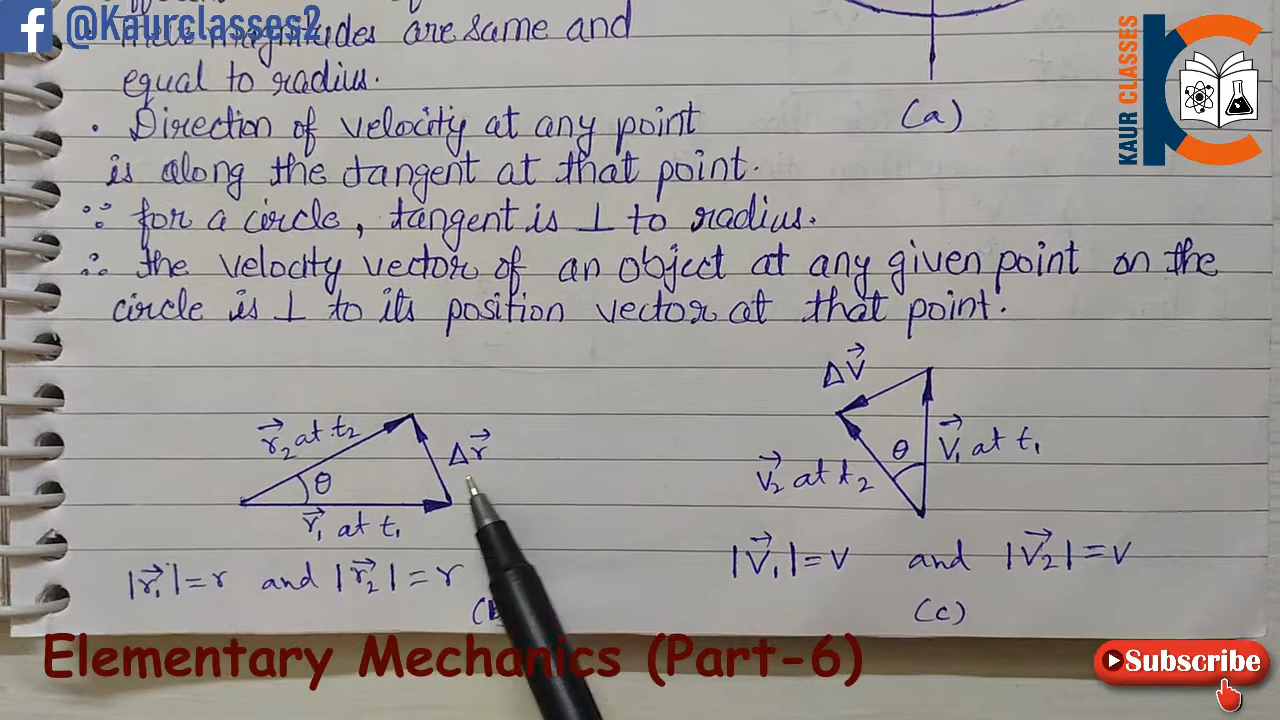 @Kaurclasses2
magnitudes are same and
equal to radius.
(a)
KAUR CLASSES
. Direction of velocity at any point
is along the tangent at that point.
∵ for a circle, tangent is ⊥ to radius.
∴ the velocity vector of an object at any given point on the
circle is ⊥ to its position vector at that point.
r⃗₂ at t₂
Δr⃗
θ
r⃗₁ at t₁
|r⃗₁| = r and |r⃗₂| = r
Δv⃗
θ
v⃗₁ at t₁
v⃗₂ at t₂
|v⃗₁| = v and |v⃗₂| = v
(c)
Elementary Mechanics (Part-6)
Subscribe